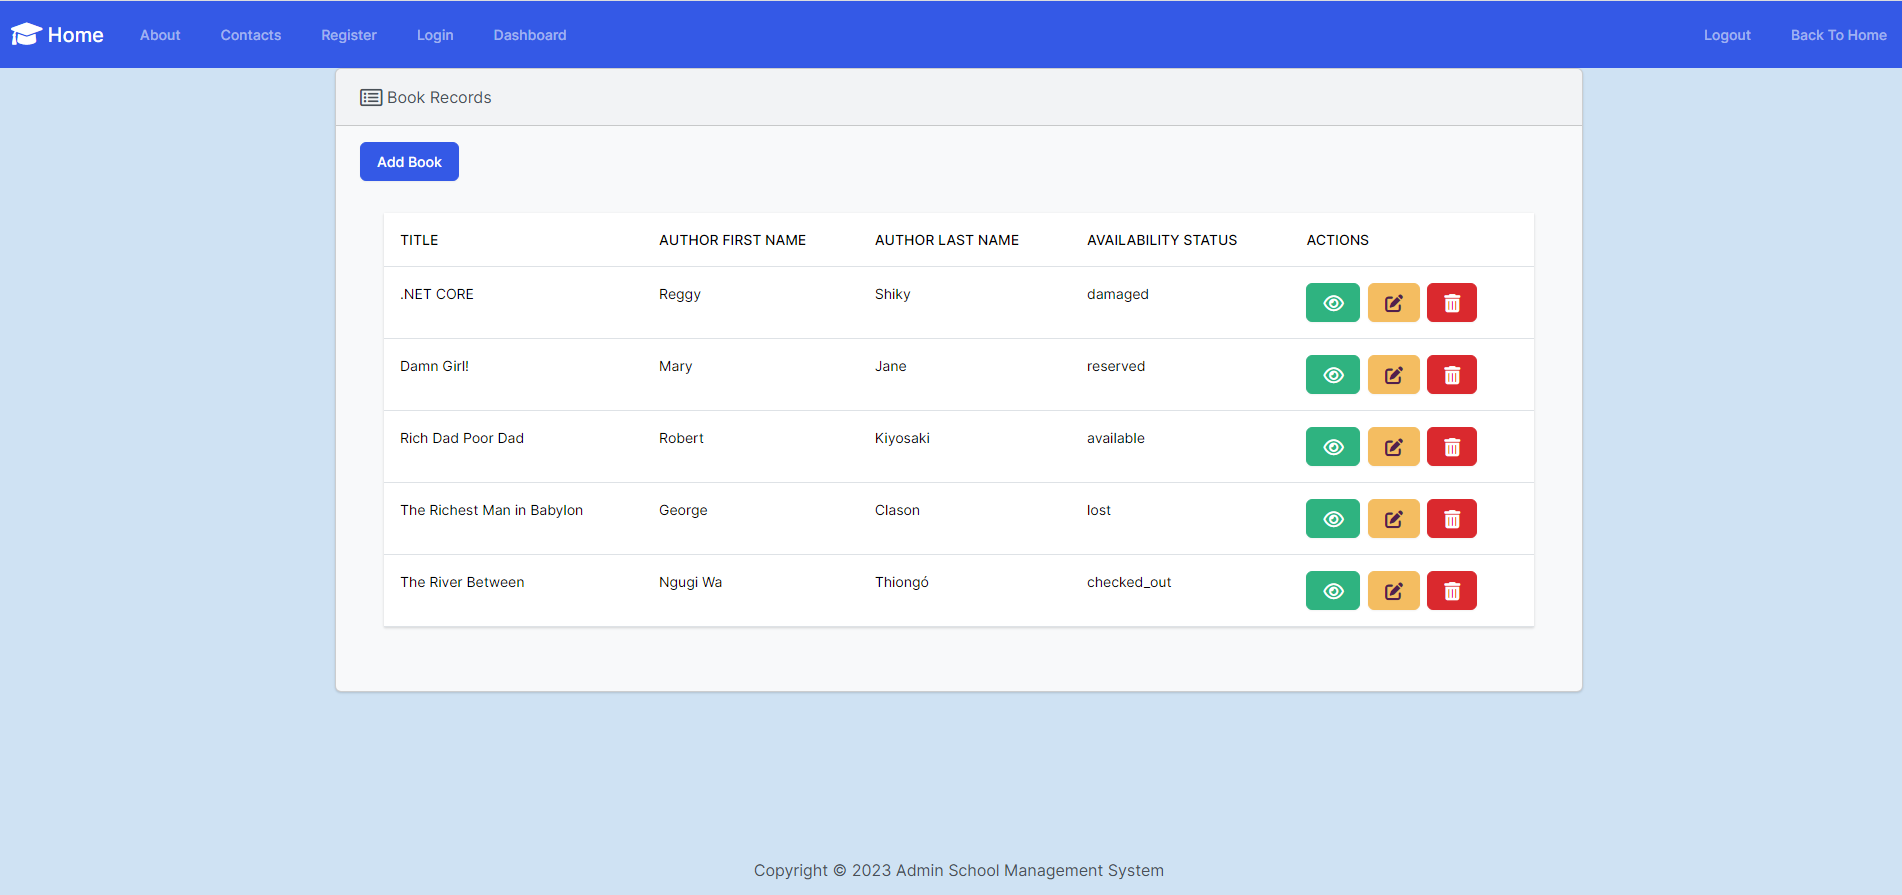 Home About Contacts Register Login Dashboard Logout Back To Home
Book Records
Add Book
TITLE AUTHOR FIRST NAME AUTHOR LAST NAME AVAILABILITY STATUS ACTIONS
.NET CORE Reggy Shiky damaged
Damn Girl! Mary Jane reserved
Rich Dad Poor Dad Robert Kiyosaki available
The Richest Man in Babylon George Clason lost
The River Between Ngugi Wa Thiongó checked_out
Copyright © 2023 Admin School Management System